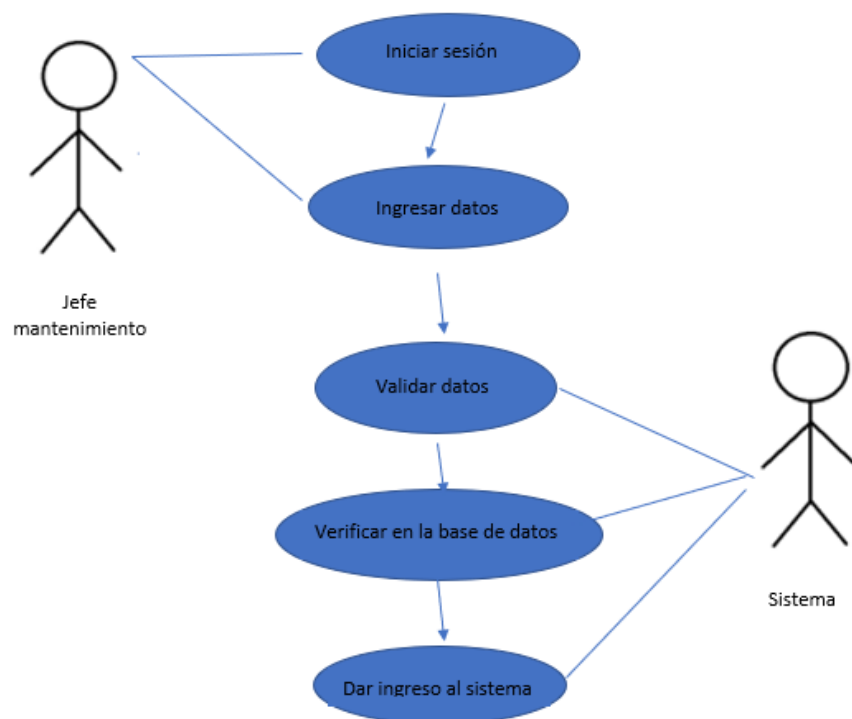 Iniciar sesión
Ingresar datos
Jefe
mantenimiento
Validar datos
Verificar en la base de datos
Sistema
Dar ingreso al sistema